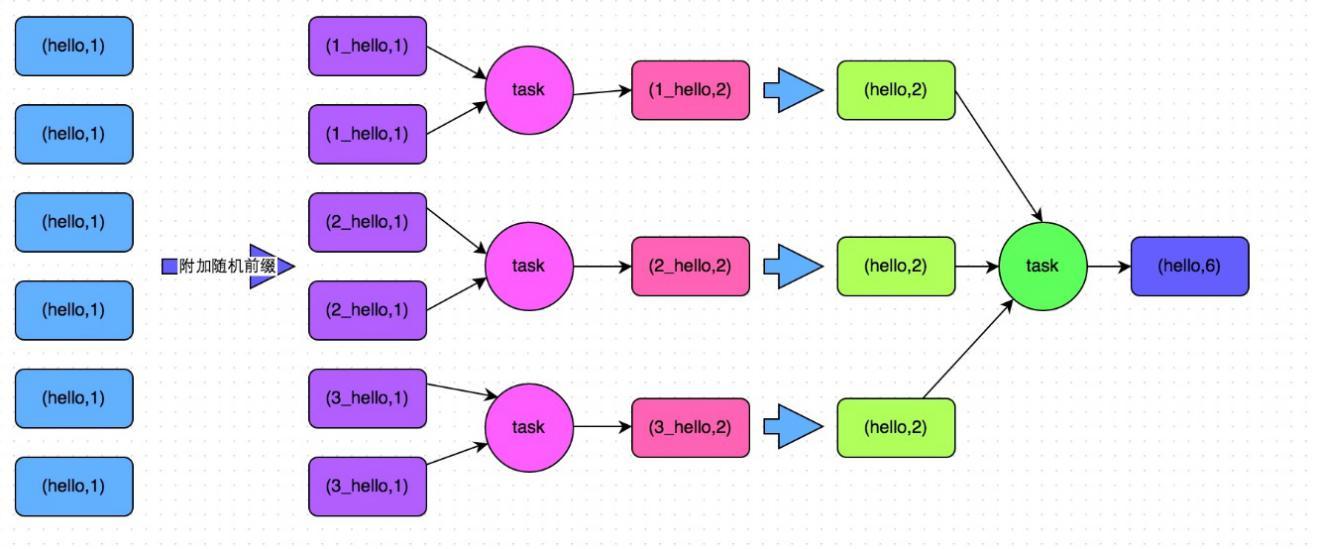 (hello,1)
(hello,1)
(hello,1)
(hello,1)
(hello,1)
(hello,1)
附加随机前缀
(1_hello,1)
(1_hello,1)
(2_hello,1)
(2_hello,1)
(3_hello,1)
(3_hello,1)
task
task
task
(1_hello,2)
(2_hello,2)
(3_hello,2)
(hello,2)
(hello,2)
(hello,2)
task
(hello,6)